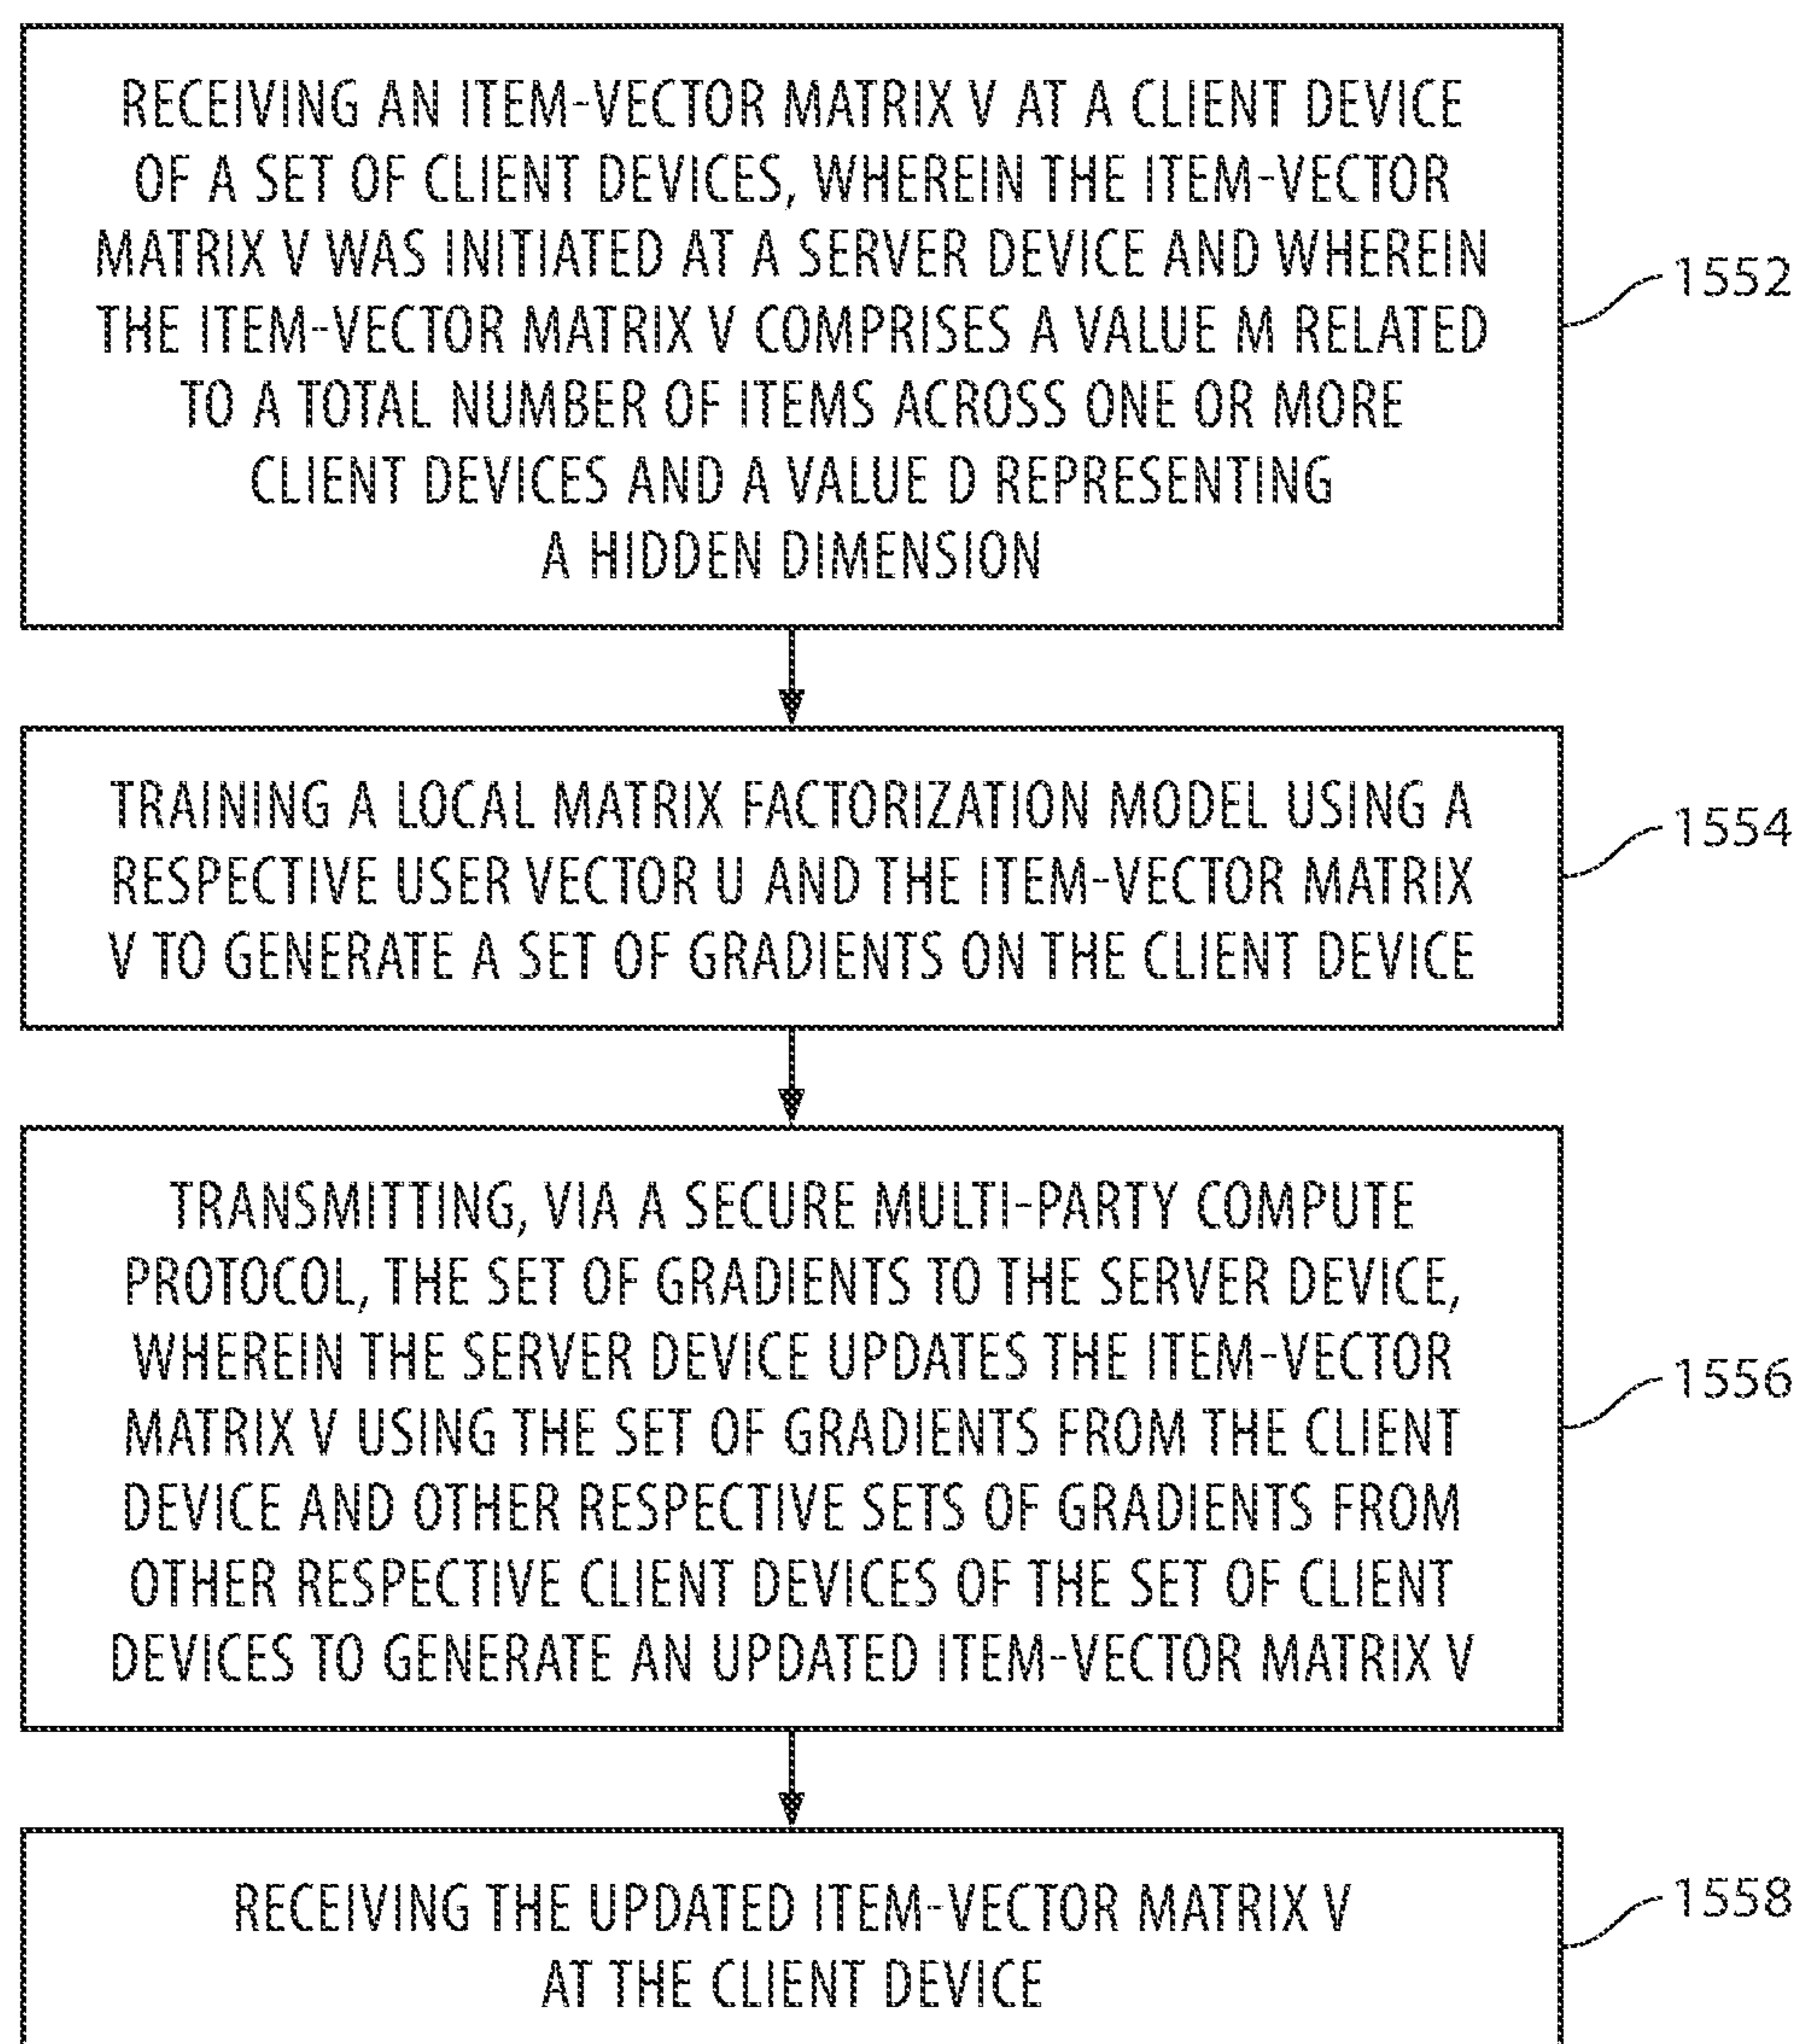 RECEIVING AN ITEM-VECTOR MATRIX V AT A CLIENT DEVICE
OF A SET OF CLIENT DEVICES, WHEREIN THE ITEM-VECTOR
MATRIX V WAS INITIATED AT A SERVER DEVICE AND WHEREIN
THE ITEM-VECTOR MATRIX V COMPRISES A VALUE M RELATED
TO A TOTAL NUMBER OF ITEMS ACROSS ONE OR MORE
CLIENT DEVICES AND A VALUE D REPRESENTING
A HIDDEN DIMENSION
1552
TRAINING A LOCAL MATRIX FACTORIZATION MODEL USING A
RESPECTIVE USER VECTOR U AND THE ITEM-VECTOR MATRIX
V TO GENERATE A SET OF GRADIENTS ON THE CLIENT DEVICE
1554
TRANSMITTING, VIA A SECURE MULTI-PARTY COMPUTE
PROTOCOL, THE SET OF GRADIENTS TO THE SERVER DEVICE,
WHEREIN THE SERVER DEVICE UPDATES THE ITEM-VECTOR
MATRIX V USING THE SET OF GRADIENTS FROM THE CLIENT
DEVICE AND OTHER RESPECTIVE SETS OF GRADIENTS FROM
OTHER RESPECTIVE CLIENT DEVICES OF THE SET OF CLIENT
DEVICES TO GENERATE AN UPDATED ITEM-VECTOR MATRIX V
1556
RECEIVING THE UPDATED ITEM-VECTOR MATRIX V
AT THE CLIENT DEVICE
1558